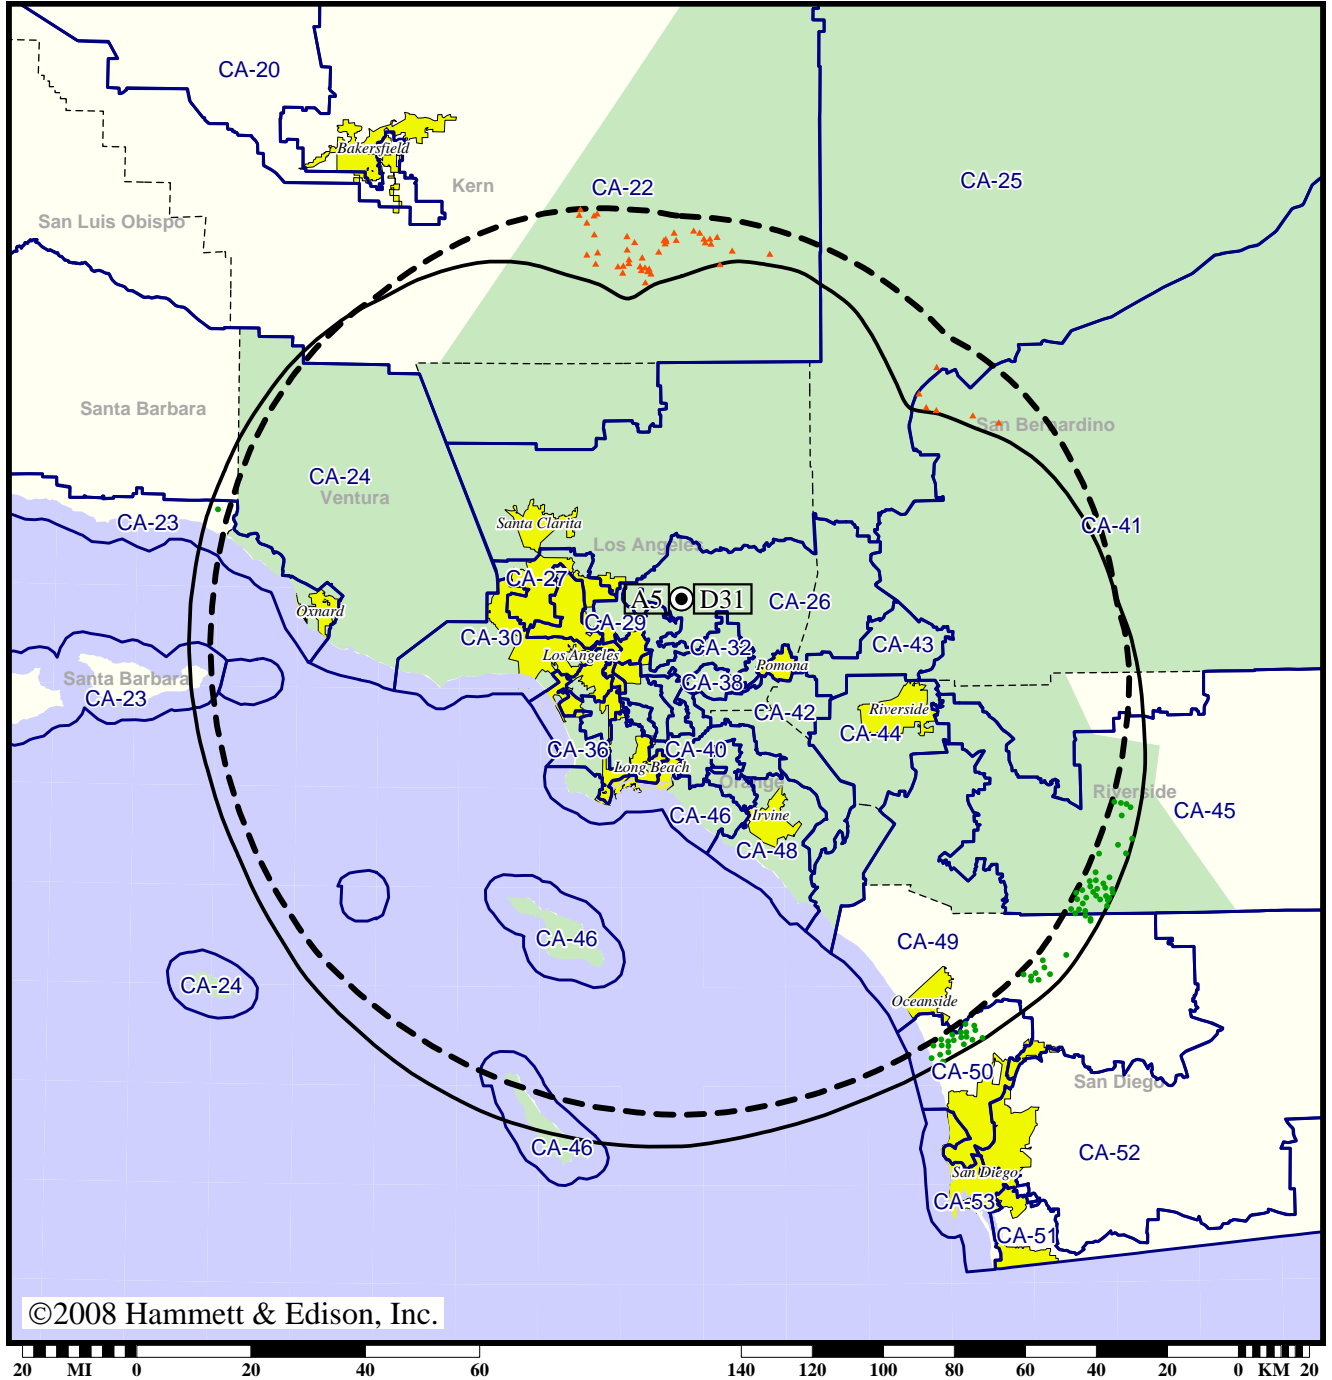 CA-20
Bakersfield
Kern
CA-22
CA-25
San Luis Obispo
Santa Barbara
San Bernardino
CA-24
Ventura
CA-23
Santa Clarita
CA-41
Los Angeles
CA-27
A5 D31
CA-26
Oxnard
CA-29
CA-30
CA-32
CA-43
Los Angeles
Pomona
Santa Barbara
CA-38
CA-23
CA-42
Riverside
CA-44
CA-36
CA-40
Long Beach
Orange
Riverside
CA-46
Irvine
CA-45
CA-48
CA-46
CA-49
CA-24
Oceanside
CA-50
San Diego
CA-46
CA-52
San Diego
CA-53
CA-51
©2008 Hammett & Edison, Inc.
20 MI 0 20 40 60 140 120 100 80 60 40 20 0 KM 20